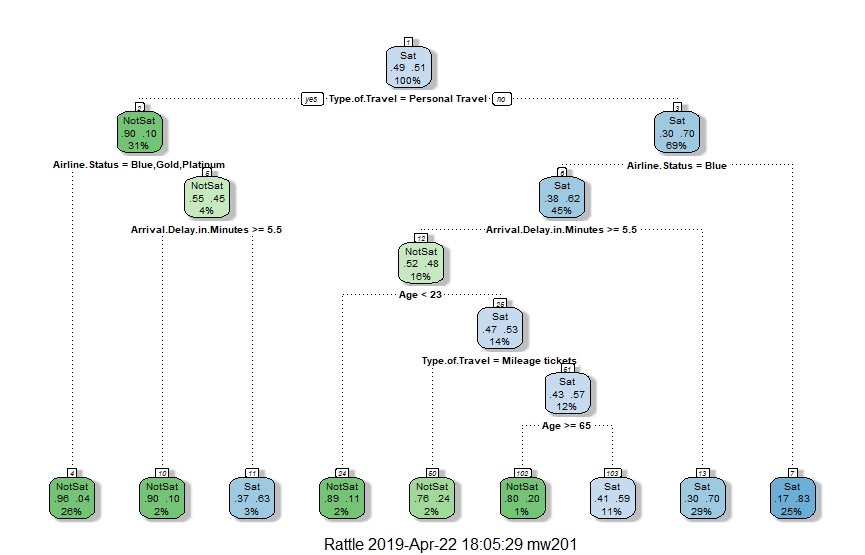 1
Sat
.49 .51
100%
yes Type.of.Travel = Personal Travel no
2
NotSat
.90 .10
31%
3
Sat
.30 .70
69%
Airline.Status = Blue,Gold,Platinum
Airline.Status = Blue
5
NotSat
.55 .45
4%
6
Sat
.38 .62
45%
Arrival.Delay.in.Minutes >= 5.5
Arrival.Delay.in.Minutes >= 5.5
12
NotSat
.52 .48
16%
Age < 23
25
Sat
.47 .53
14%
Type.of.Travel = Mileage tickets
51
Sat
.43 .57
12%
Age >= 65
4
NotSat
.96 .04
26%
10
NotSat
.90 .10
2%
11
Sat
.37 .63
3%
24
NotSat
.89 .11
2%
50
NotSat
.76 .24
2%
102
NotSat
.80 .20
1%
103
Sat
.41 .59
11%
13
Sat
.30 .70
29%
7
Sat
.17 .83
25%
Rattle 2019-Apr-22 18:05:29 mw201